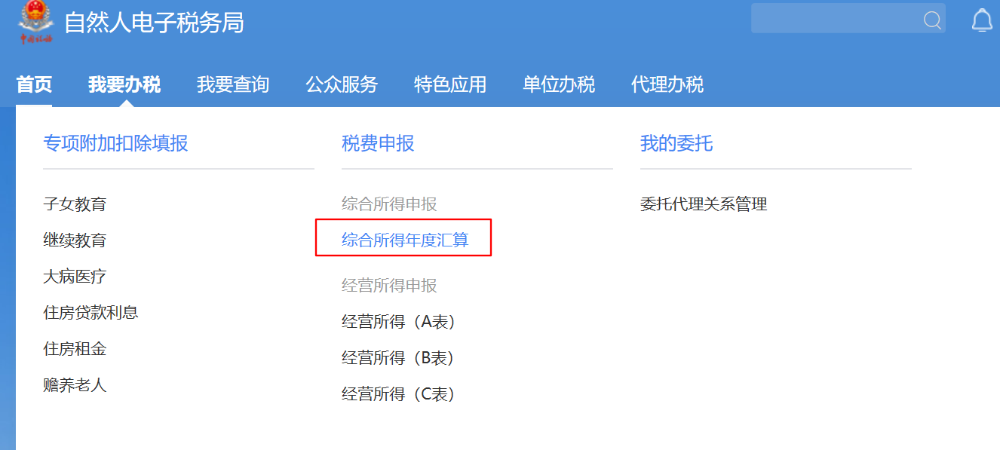 自然人电子税务局
首页 我要办税 我要查询 公众服务 特色应用 单位办税 代理办税
专项附加扣除填报 税费申报 我的委托
子女教育 综合所得申报 委托代理关系管理
继续教育 综合所得年度汇算
大病医疗 经营所得申报
住房贷款利息 经营所得（A表）
住房租金 经营所得（B表）
赡养老人 经营所得（C表）